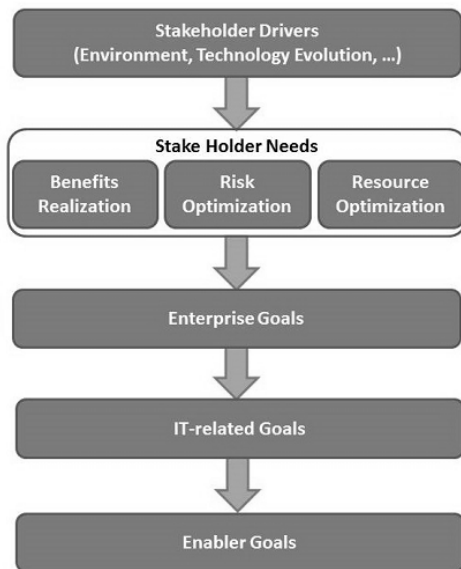 Stakeholder Drivers
(Environment, Technology Evolution, ...)
Stake Holder Needs
Benefits
Realization
Risk
Optimization
Resource
Optimization
Enterprise Goals
IT-related Goals
Enabler Goals